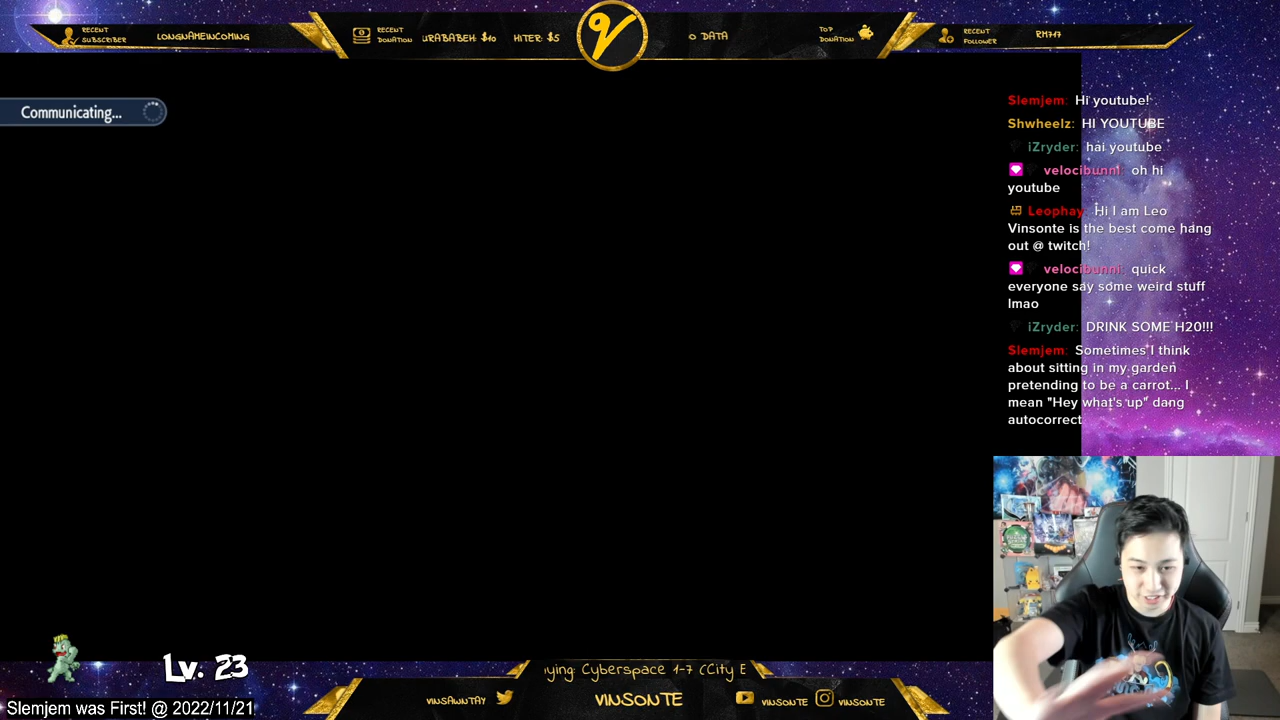 RECENT SUBSCRIBER
LONGNAMEINCOMING
RECENT DONATION
URABABEH: $10
HITER: $5
0 DATA
TOP DONATION
RECENT FOLLOWER
RM717
Communicating...
Slemjem: Hi youtube!
Shwheelz: HI YOUTUBE
iZryder: hai youtube
velocibunni: oh hi
youtube
Leophay: Hi I am Leo
Vinsonte is the best come hang
out @ twitch!
velocibunni: quick
everyone say some weird stuff
lmao
iZryder: DRINK SOME H20!!!
Slemjem: Sometimes I think
about sitting in my garden
pretending to be a carrot... I
mean "Hey what's up" dang
autocorrect
Lv. 23
ying: Cyberspace 1-7 (City E
VINSAWNTAY
VINSONTE
VINSONTE
VINSONTE
Slemjem was First! @ 2022/11/21